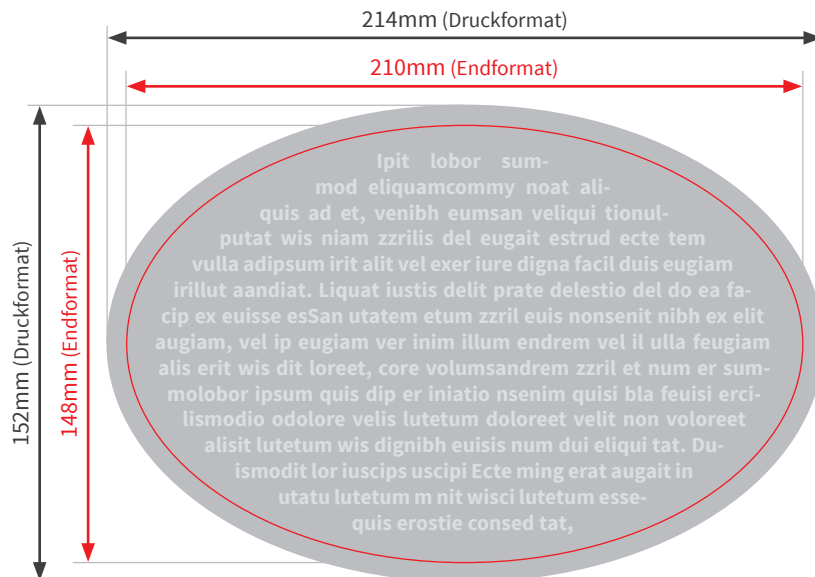 214mm (Druckformat)
210mm (Endformat)
152mm (Druckformat)
148mm (Endformat)
Ipit lobor sum-
mod eliquamcommy noat ali-
quis ad et, venibh eumsan veliqui tionul-
putat wis niam zzrilis del eugait estrud ecte tem
vulla adipsum irit alit vel exer iure digna facil duis eugiam
irillut aandiat. Liquat iustis delit prate delestio del do ea fa-
cip ex euisse esSan utatem etum zzril euis nonsenit nibh ex elit
augiam, vel ip eugiam ver inim illun endrem vel il ulla feugiam
alis erit wis dit loreet, core volumsandrem zzril et num er sum-
molobor ipsum quis dip er iniatio nsenim quisi bla feuisi erci-
lismodio odolore velis lutetum doloreet velit non voloreet
alisit lutetum wis dignibh euisis num dui eliqui tat. Du-
ismodit lor iuscips uscipi Ecte ming erat augait in
utatu lutetum m nit wisci lutetum esse-
quis erostie consed tat,